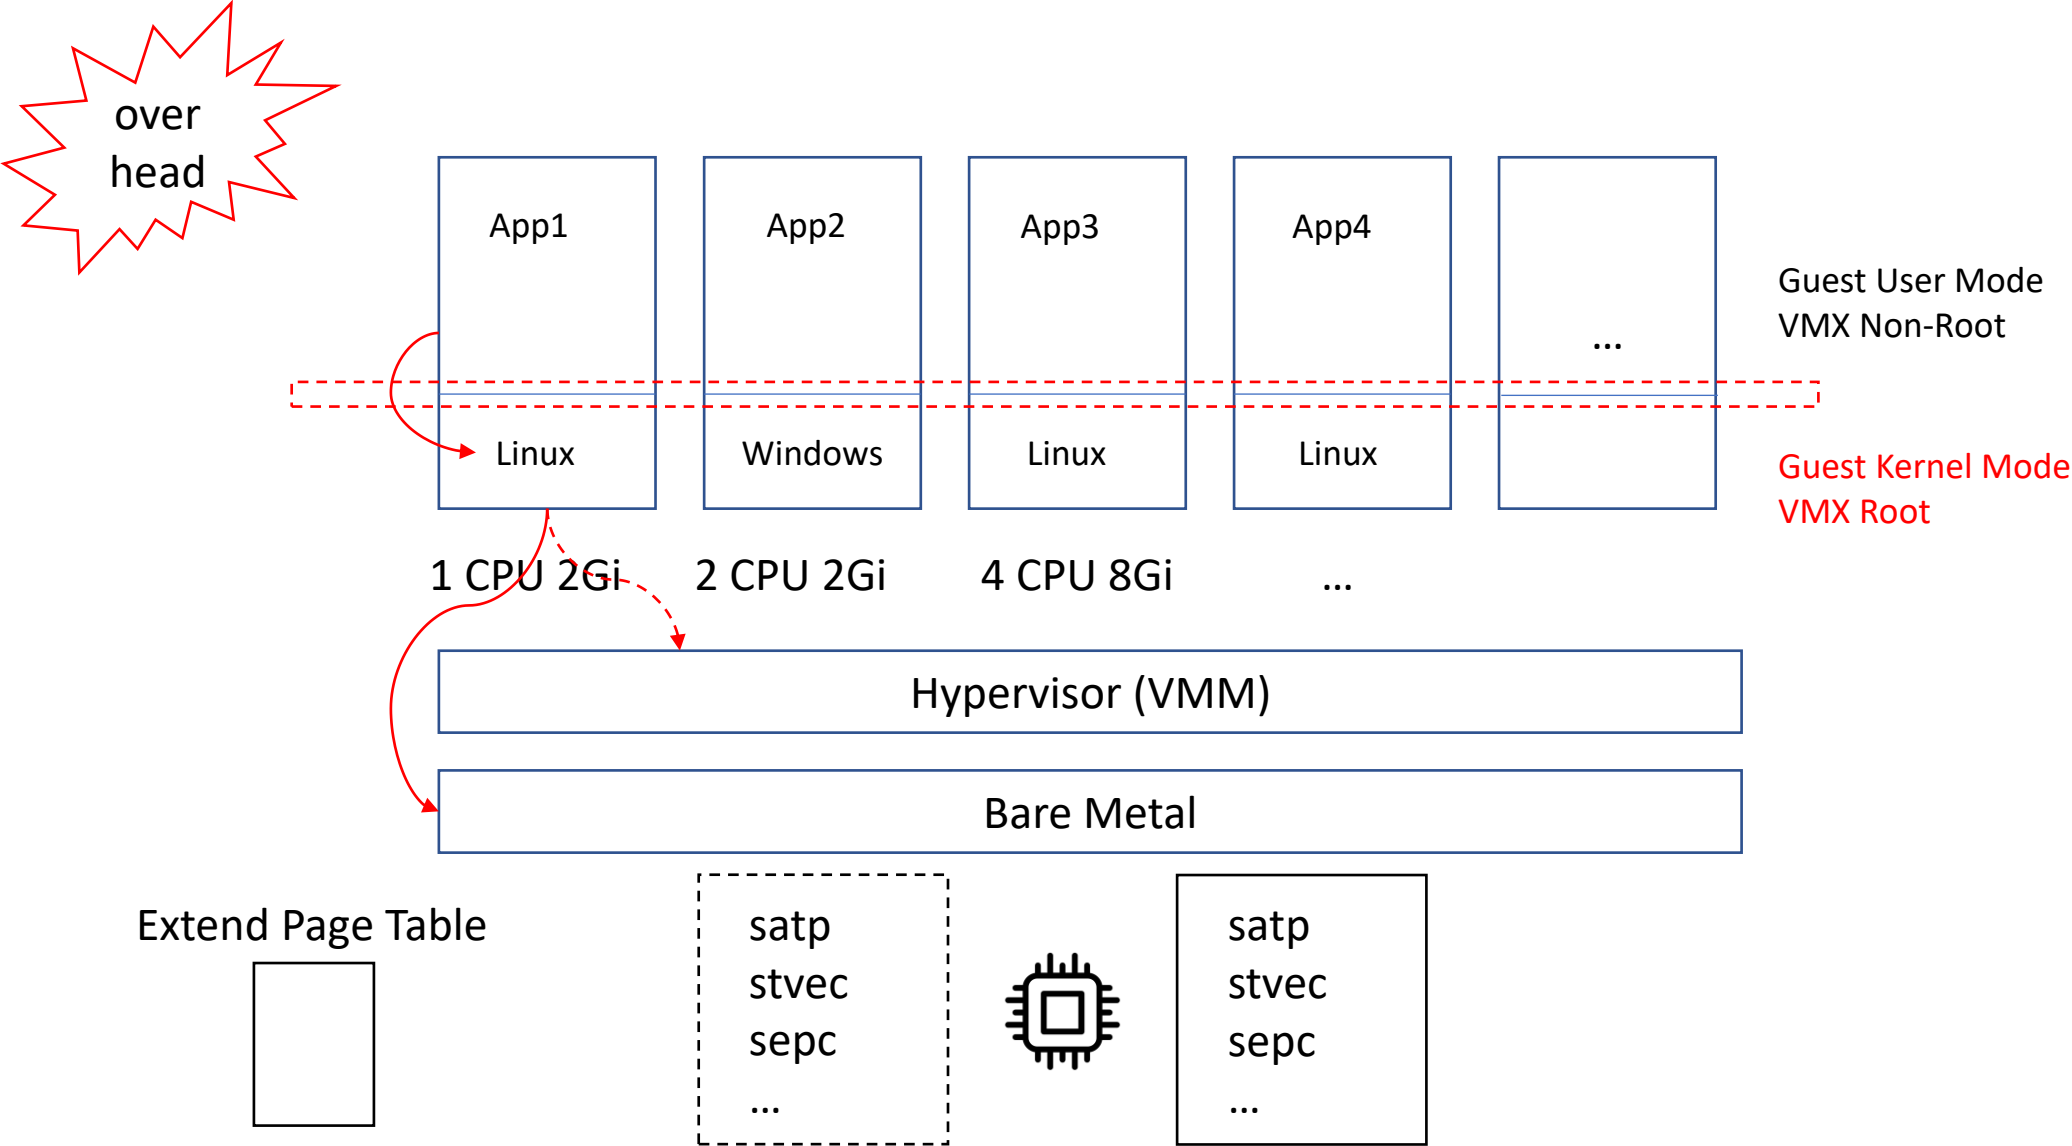 over
head
App1
App2
App3
App4
...
Guest User Mode
VMX Non-Root
Linux
Windows
Linux
Linux
Guest Kernel Mode
VMX Root
1 CPU 2Gi
2 CPU 2Gi
4 CPU 8Gi
...
Hypervisor (VMM)
Bare Metal
Extend Page Table
satp
stvec
sepc
...
satp
stvec
sepc
...